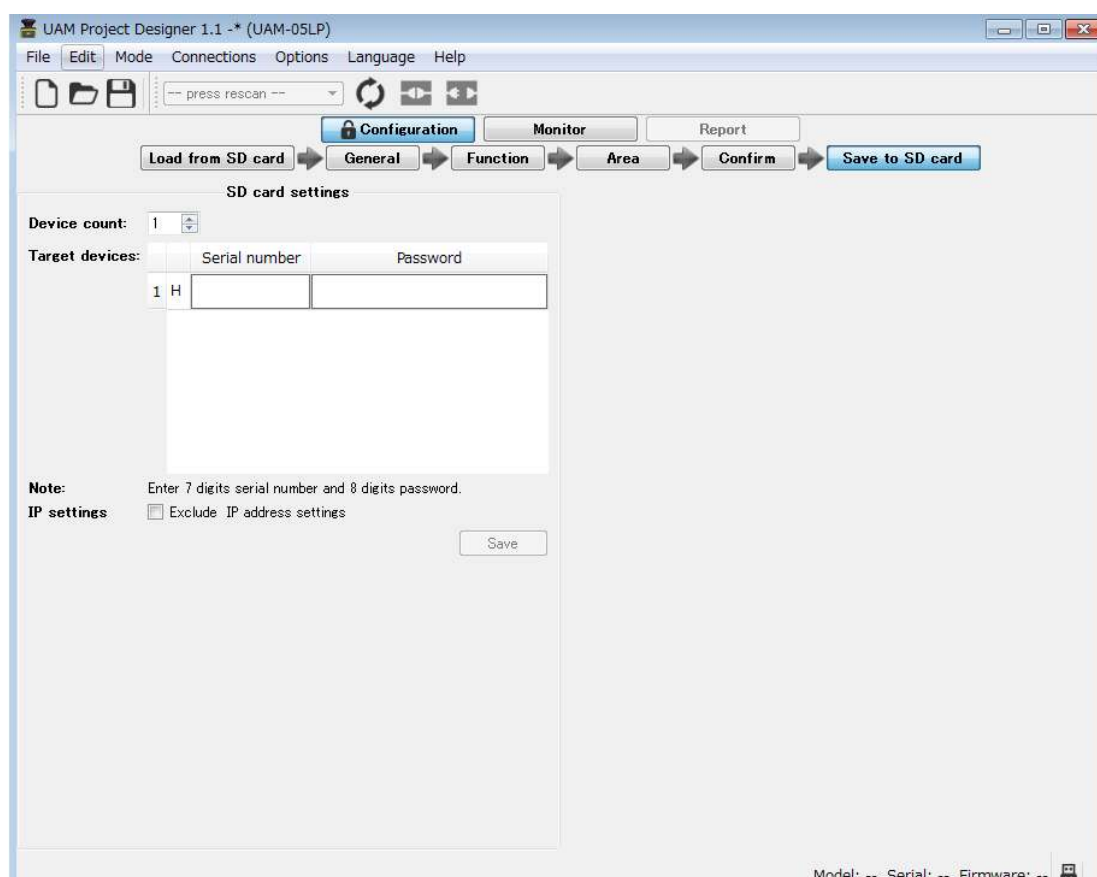 UAM Project Designer 1.1 -* (UAM-05LP)
File Edit Mode Connections Options Language Help
-- press rescan --
Configuration Monitor Report
Load from SD card General Function Area Confirm Save to SD card
SD card settings
Device count: 1
Target devices: Serial number Password
1 H
Note: Enter 7 digits serial number and 8 digits password.
IP settings Exclude IP address settings
Save
Model: -- Serial: -- Firmware: --